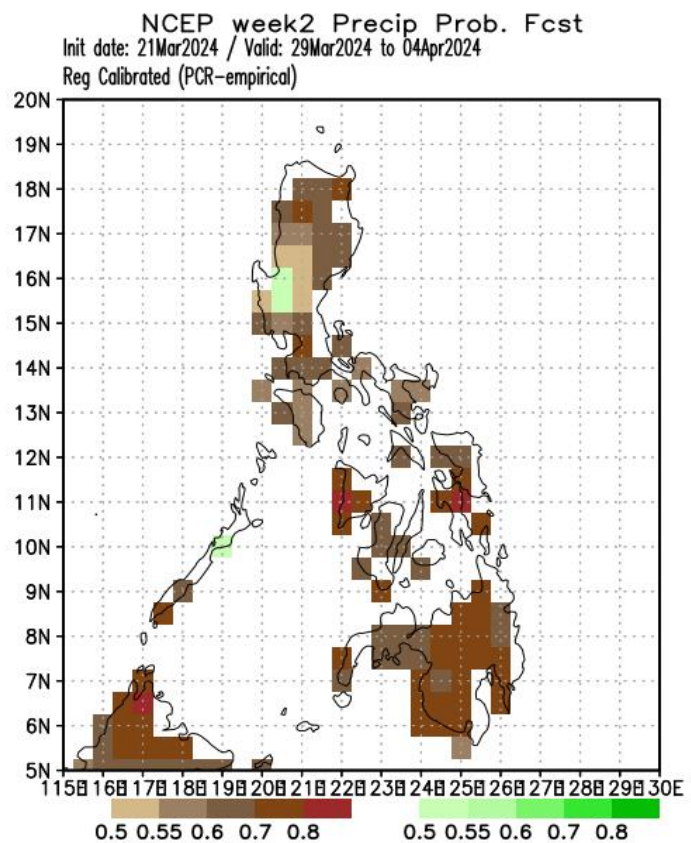 NCEP week2 Precip Prob. Fcst
Init date: 21Mar2024 / Valid: 29Mar2024 to 04Apr2024
Reg Calibrated (PCR-empirical)
20N
19N
18N
17N
16N
15N
14N
13N
12N
11N
10N
9N
8N
7N
6N
5N
115E 116E 117E 118E 119E 120E 121E 122E 123E 124E 125E 126E 127E 128E 129E 130E
0.5 0.55 0.6 0.7 0.8 0.5 0.55 0.6 0.7 0.8